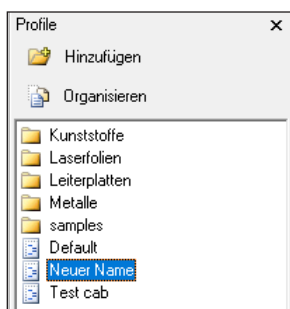 Profile
Hinzufügen
Organisieren
Kunststoffe
Laserfolien
Leiterplatten
Metalle
samples
Default
Neuer Name
Test cab